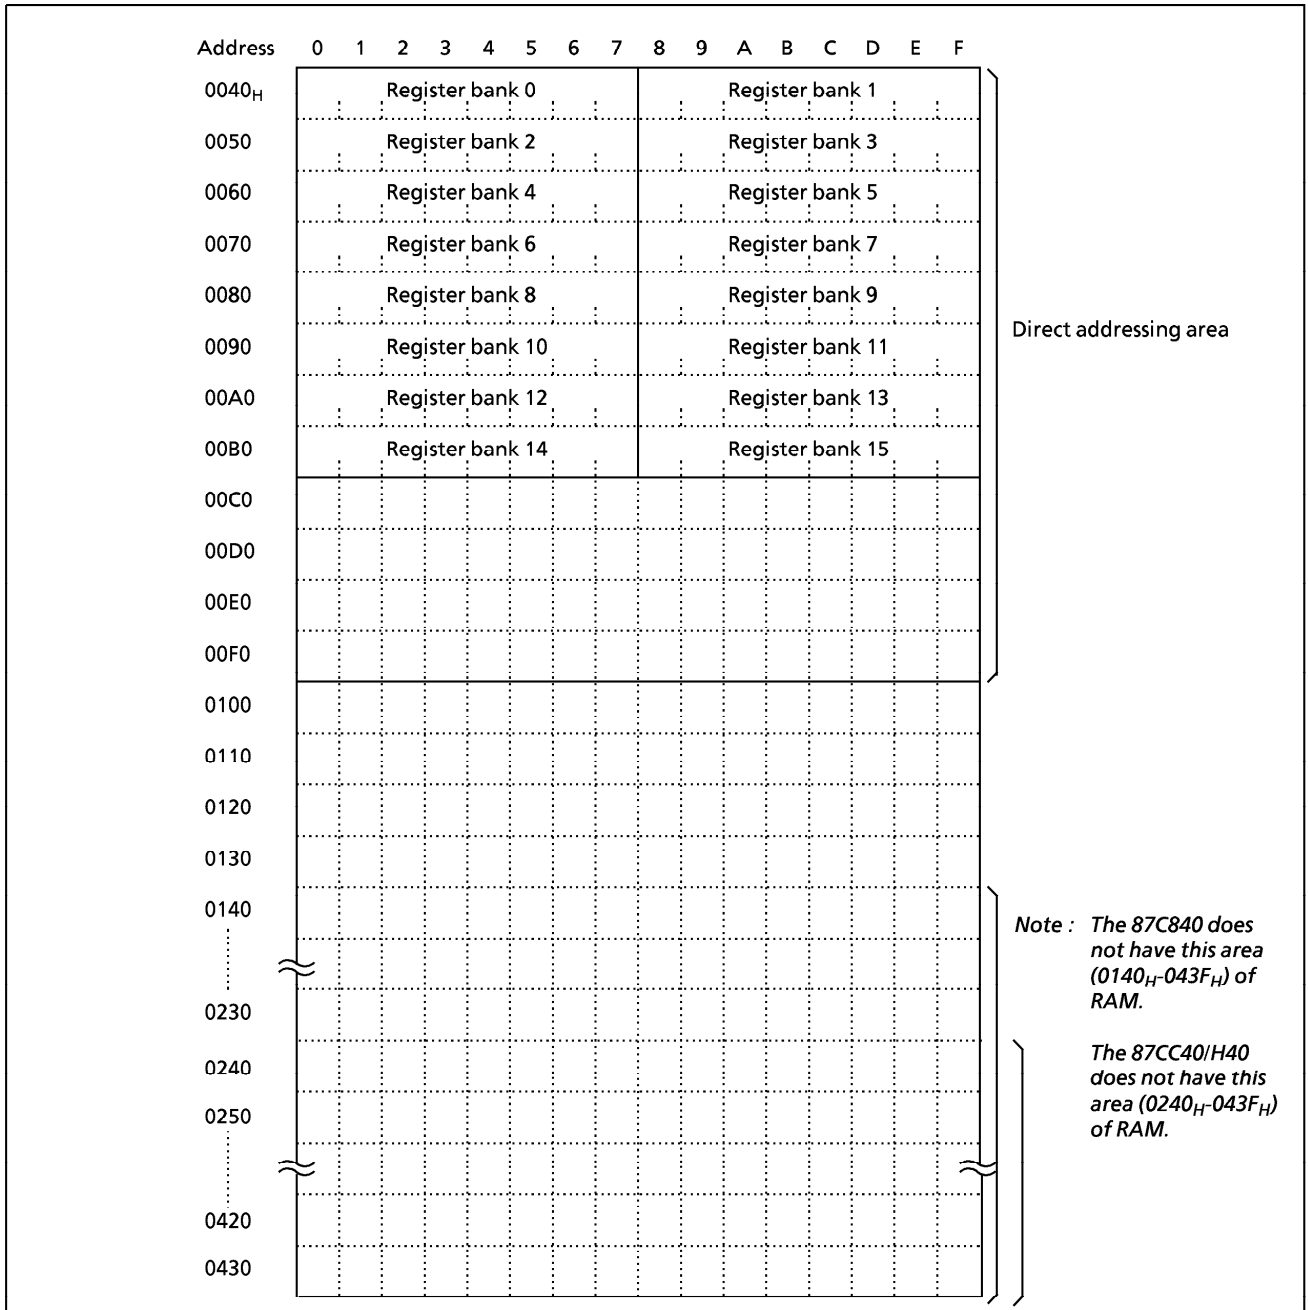 Address 0 1 2 3 4 5 6 7 8 9 A B C D E F
0040H Register bank 0 Register bank 1
0050 Register bank 2 Register bank 3
0060 Register bank 4 Register bank 5
0070 Register bank 6 Register bank 7
0080 Register bank 8 Register bank 9
Direct addressing area
0090 Register bank 10 Register bank 11
00A0 Register bank 12 Register bank 13
00B0 Register bank 14 Register bank 15
00C0
00D0
00E0
00F0
0100
0110
0120
0130
0140
Note : The 87C840 does
not have this area
(0140H-043FH) of
RAM.
0230
The 87CC40/H40
does not have this
area (0240H-043FH)
of RAM.
0240
0250
0420
0430